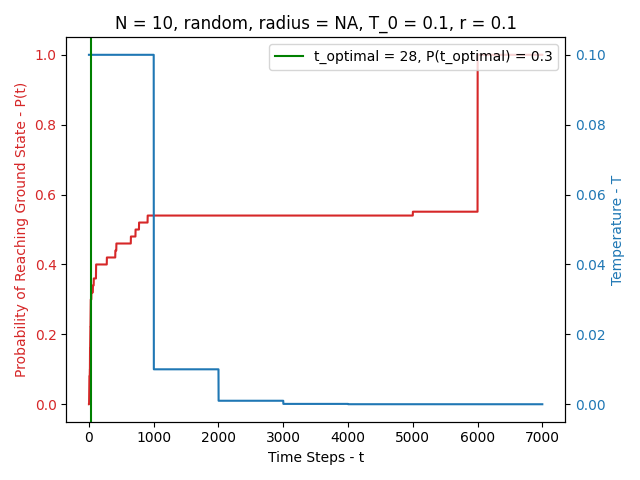 N = 10, random, radius = NA, T_0 = 0.1, r = 0.1
t_optimal = 28, P(t_optimal) = 0.3
Probability of Reaching Ground State - P(t)
1.0
0.8
0.6
0.4
0.2
0.0
0.10
0.08
0.06
0.04
0.02
0.00
Temperature - T
0 1000 2000 3000 4000 5000 6000 7000
Time Steps - t